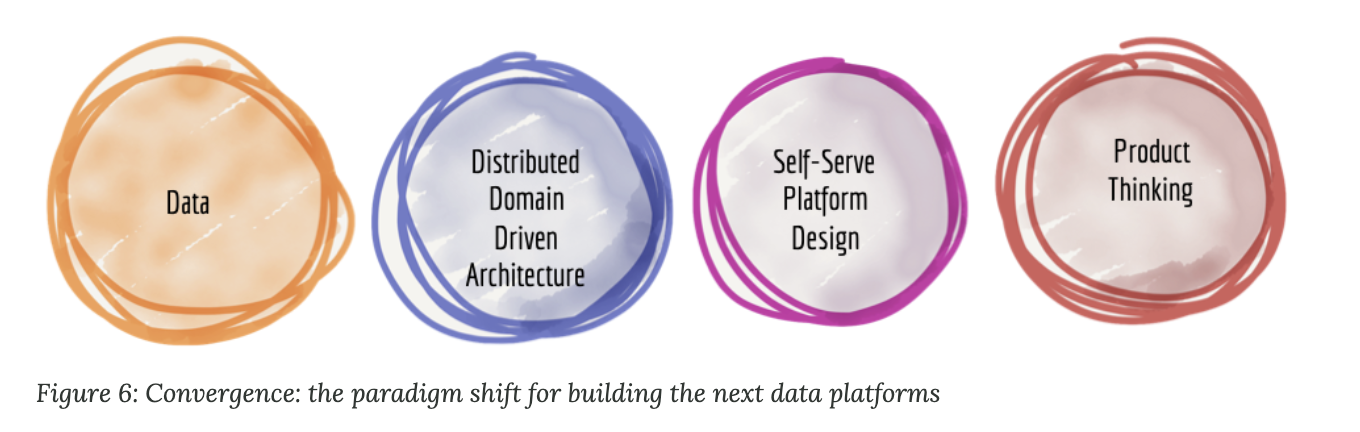 Data
Distributed
Domain
Driven
Architecture
Self-Serve
Platform
Design
Product
Thinking
Figure 6: Convergence: the paradigm shift for building the next data platforms